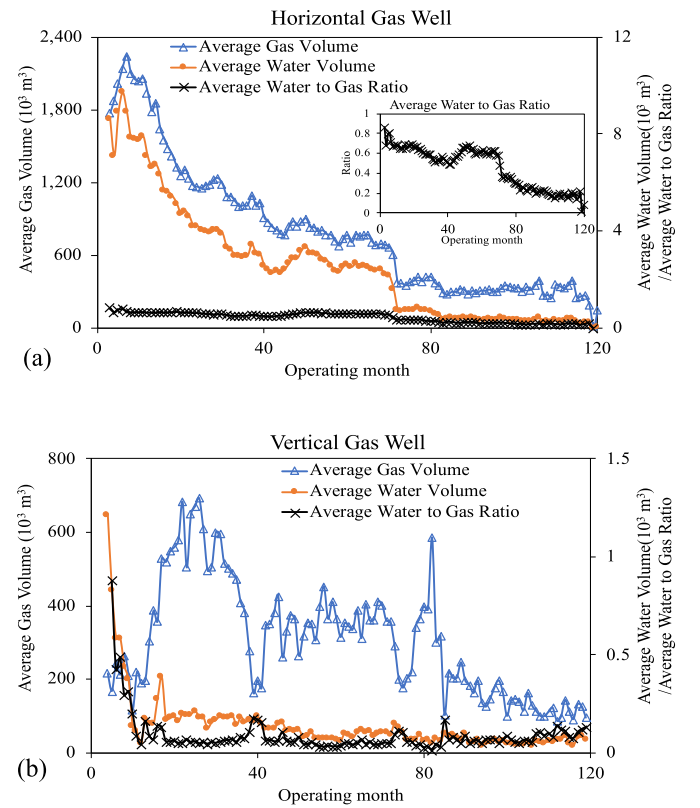 Horizontal Gas Well
2,400
1,800
1,200
600
0
Average Gas Volume (10³ m³)
Average Gas Volume
Average Water Volume
Average Water to Gas Ratio
Average Water to Gas Ratio
1
0.8
0.6
0.4
0.2
0
Ratio
0
40
80
120
Operating month
12
8
4
0
Average Water Volume(10³ m³)
/Average Water to Gas Ratio
0
40
80
120
Operating month
(a)
Vertical Gas Well
800
600
400
200
0
Average Gas Volume (10³ m³)
Average Gas Volume
Average Water Volume
Average Water to Gas Ratio
1.5
1
0.5
0
Average Water Volume(10³ m³)
/Average Water to Gas Ratio
0
40
80
120
Operating month
(b)